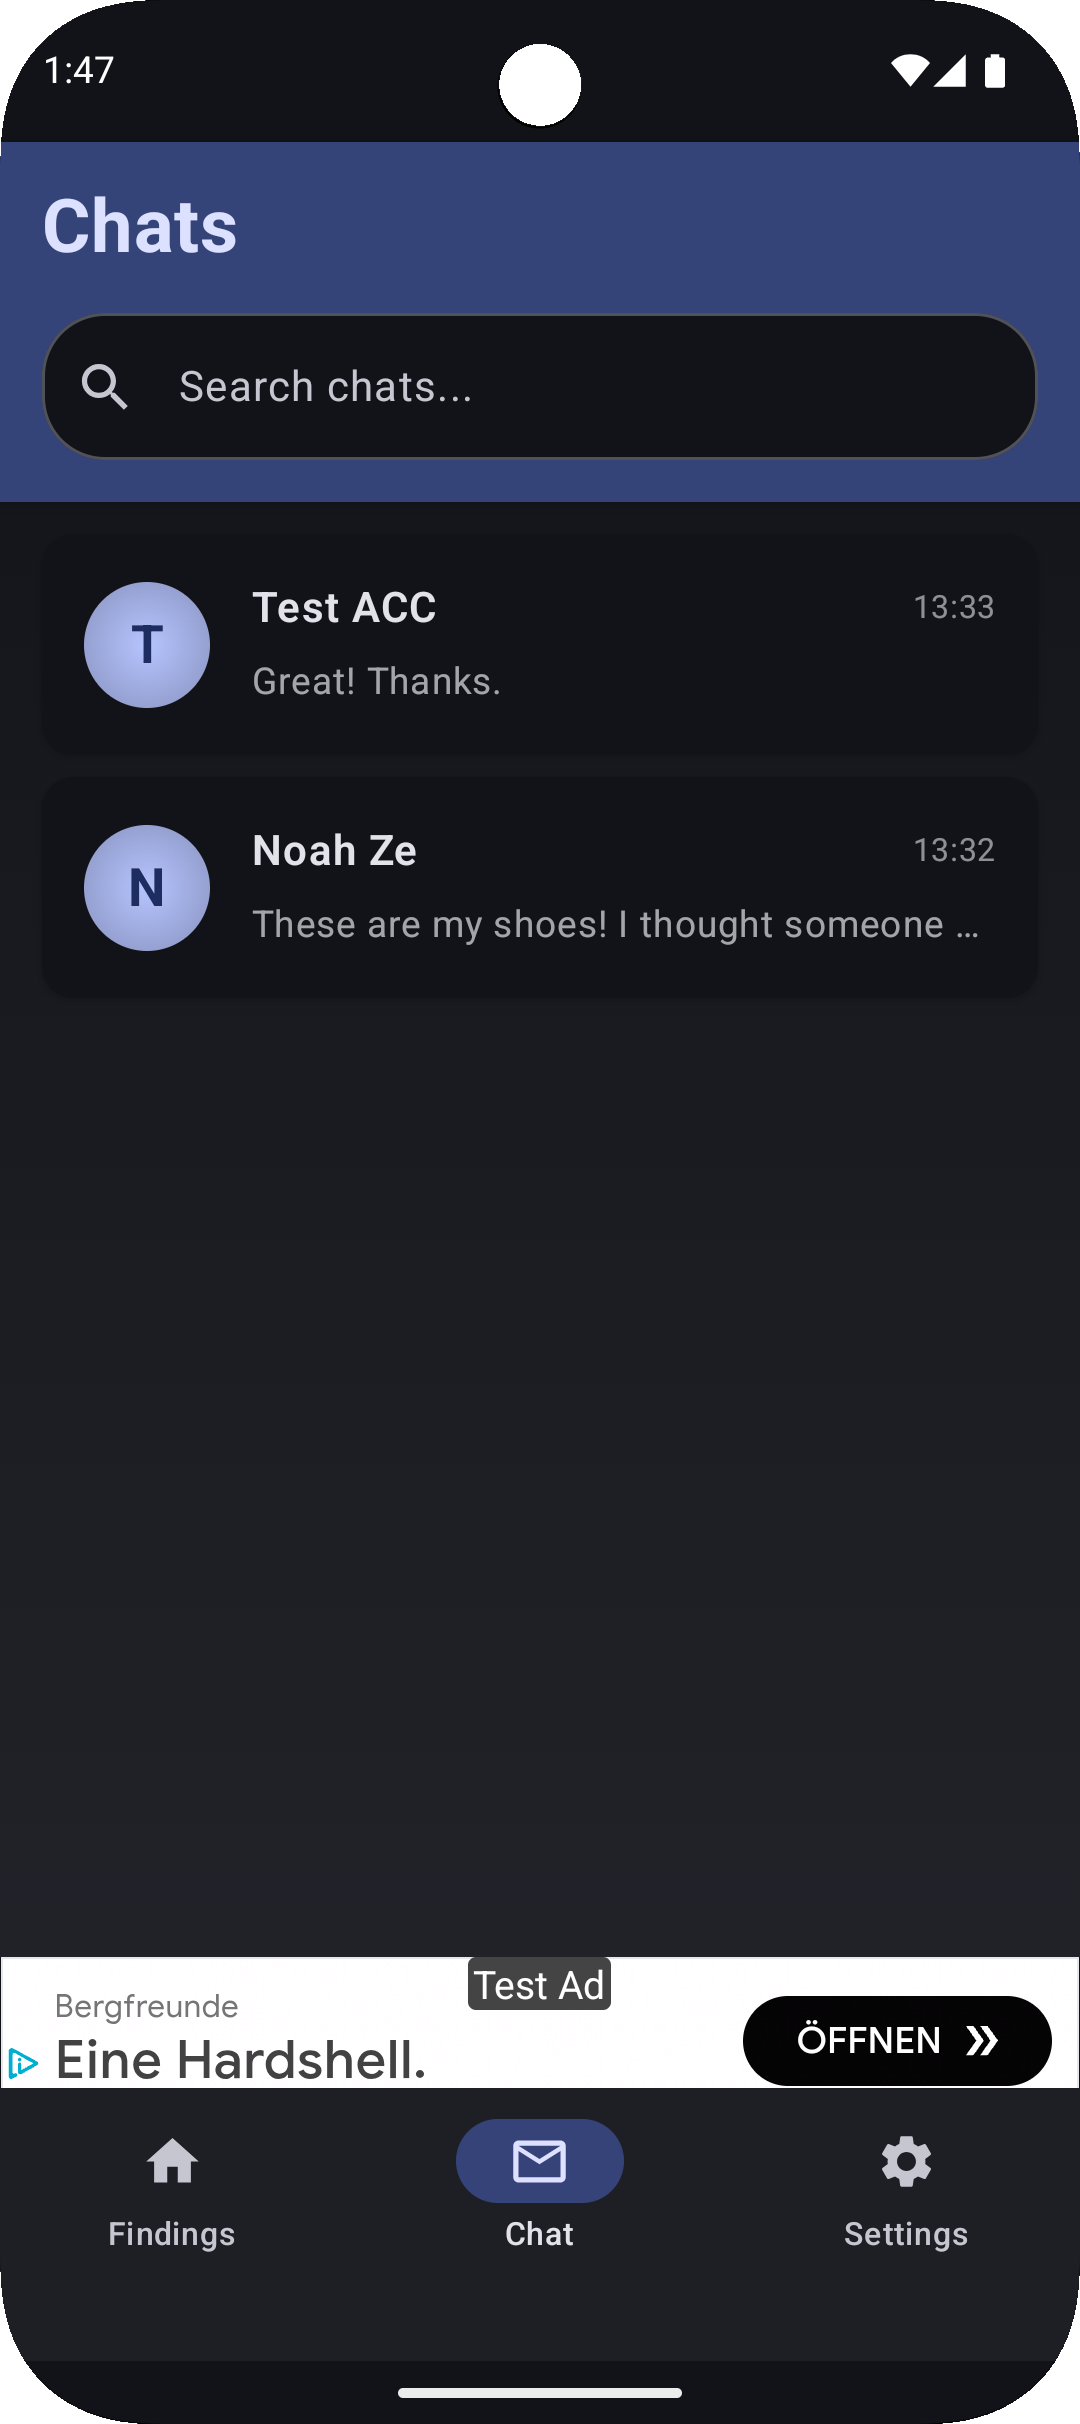 1:47
Chats
Search chats...
T
Test ACC
13:33
Great! Thanks.
N
Noah Ze
13:32
These are my shoes! I thought someone ...
Test Ad
Bergfreunde
Eine Hardshell.
ÖFFNEN
Findings
Chat
Settings